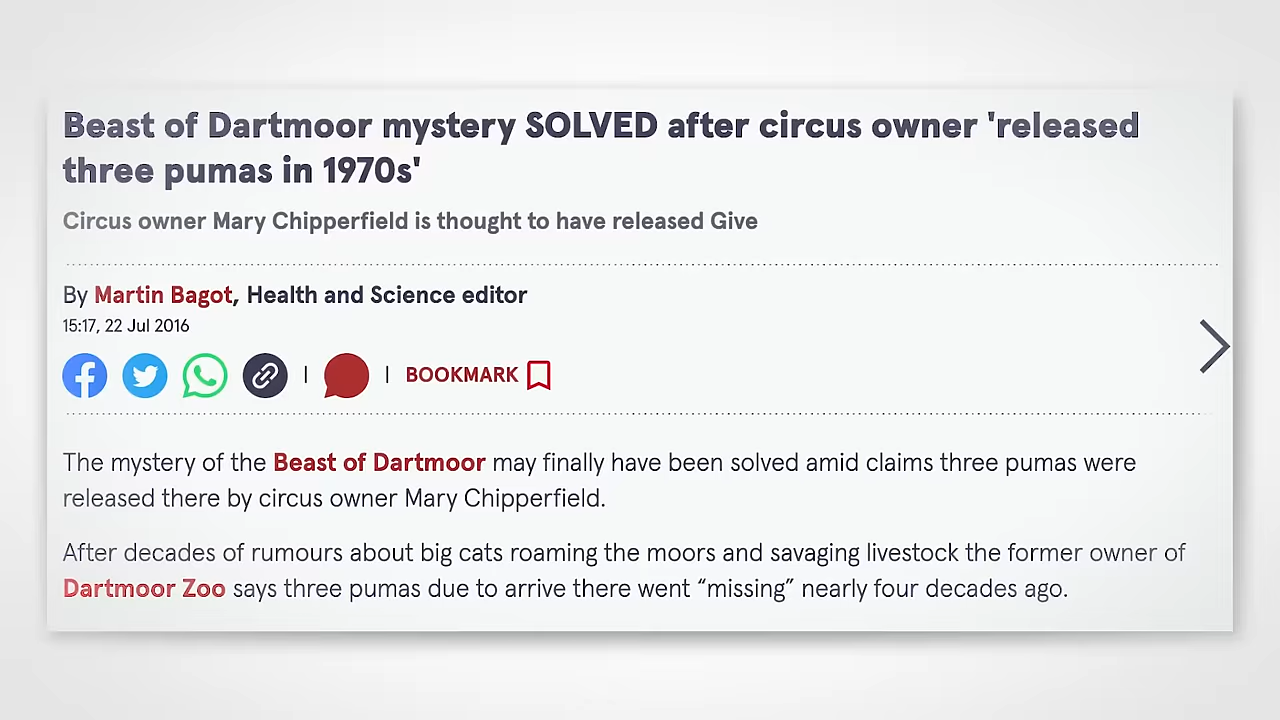 Beast of Dartmoor mystery SOLVED after circus owner 'released
three pumas in 1970s'
Circus owner Mary Chipperfield is thought to have released Give
By Martin Bagot, Health and Science editor
15:17, 22 Jul 2016
| | BOOKMARK
The mystery of the Beast of Dartmoor may finally have been solved amid claims three pumas were
released there by circus owner Mary Chipperfield.
After decades of rumours about big cats roaming the moors and savaging livestock the former owner of
Dartmoor Zoo says three pumas due to arrive there went “missing” nearly four decades ago.